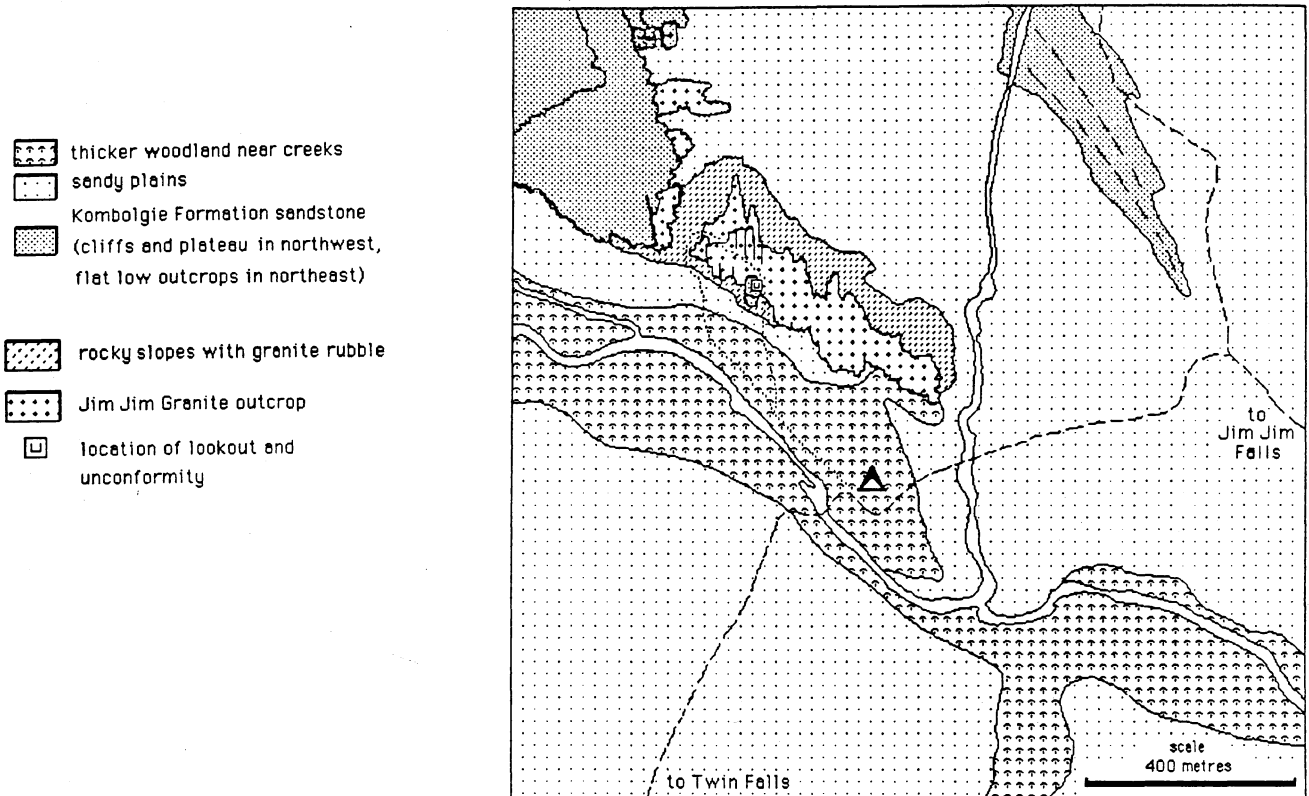 thicker woodland near creeks
sandy plains
Kombolgie Formation sandstone
(cliffs and plateau in northwest,
flat low outcrops in northeast)
rocky slopes with granite rubble
Jim Jim Granite outcrop
location of lookout and
unconformity
to
Jim Jim
Falls
to Twin Falls
scale
400 metres